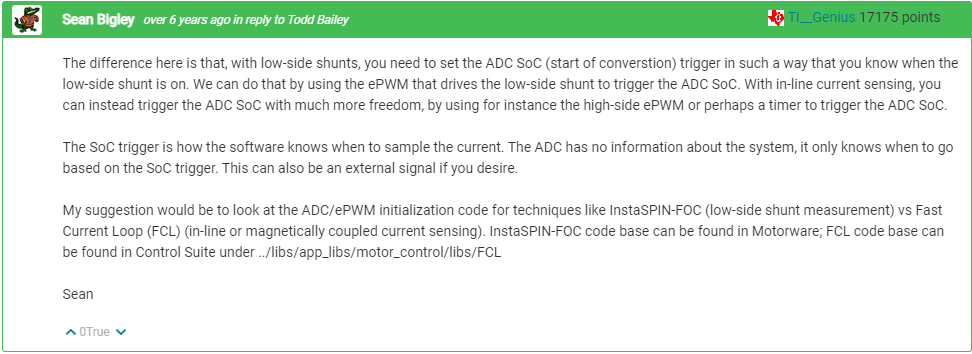 Sean Bigley over 6 years ago in reply to Todd Bailey TI__Genius 17175 points
The difference here is that, with low-side shunts, you need to set the ADC SoC (start of converstion) trigger in such a way that you know when the
low-side shunt is on. We can do that by using the ePWM that drives the low-side shunt to trigger the ADC SoC. With in-line current sensing, you
can instead trigger the ADC SoC with much more freedom, by using for instance the high-side ePWM or perhaps a timer to trigger the ADC SoC.
The SoC trigger is how the software knows when to sample the current. The ADC has no information about the system, it only knows when to go
based on the SoC trigger. This can also be an external signal if you desire.
My suggestion would be to look at the ADC/ePWM initialization code for techniques like InstaSPIN-FOC (low-side shunt measurement) vs Fast
Current Loop (FCL) (in-line or magnetically coupled current sensing). InstaSPIN-FOC code base can be found in Motorware; FCL code base can
be found in Control Suite under ../libs/app_libs/motor_control/libs/FCL
Sean
0True